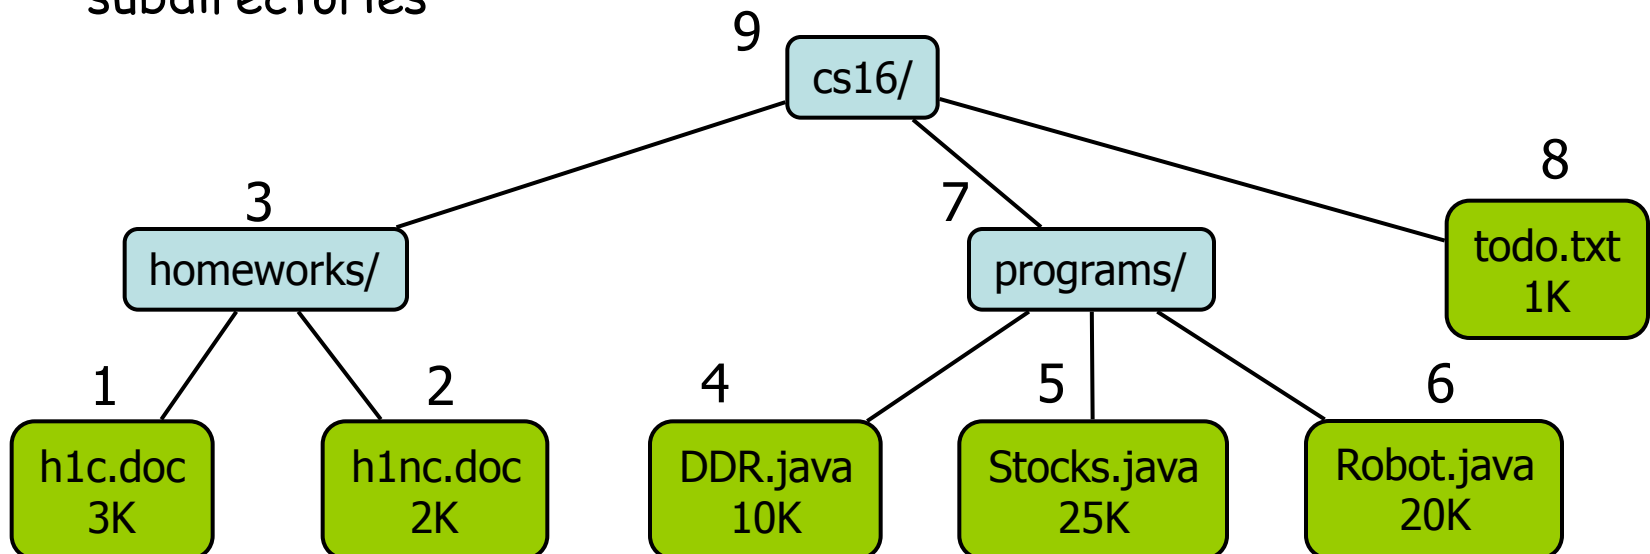 subdirectories
9
cs16/
8
3
7
todo.txt
1K
homeworks/
programs/
1
2
4
5
6
h1c.doc
3K
h1nc.doc
2K
DDR.java
10K
Stocks.java
25K
Robot.java
20K